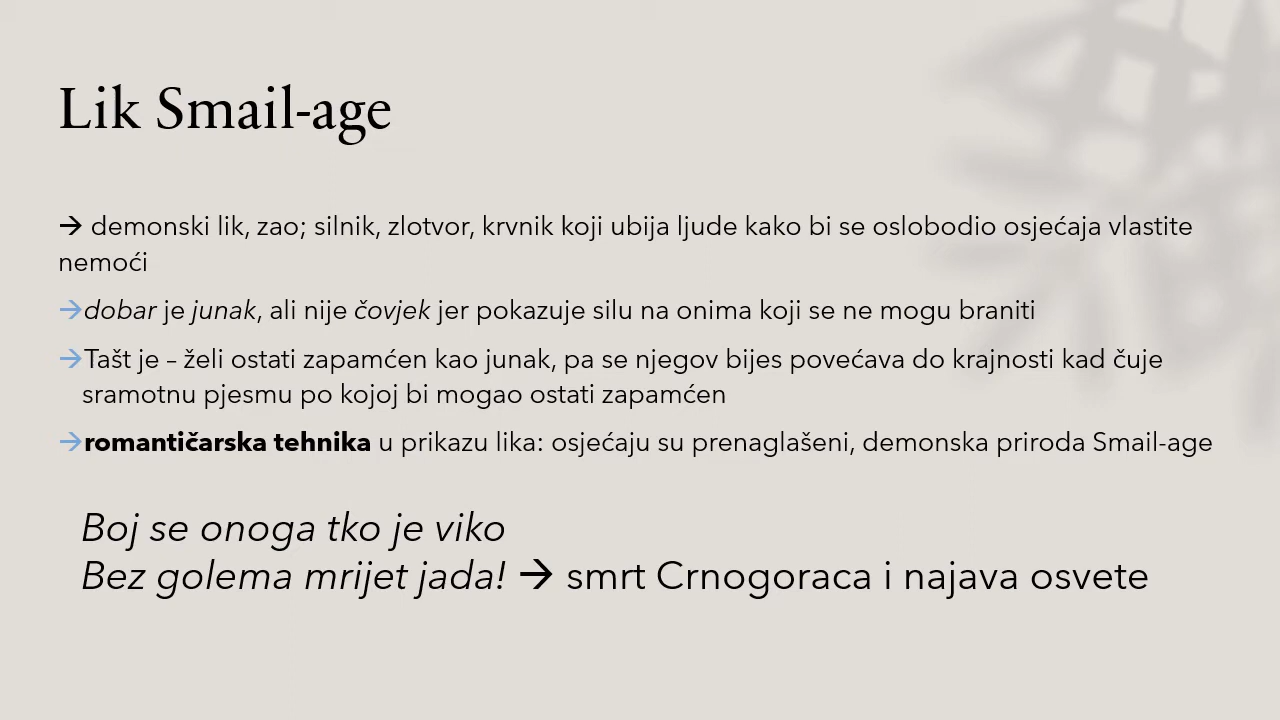 Lik Smail-age
→ demonski lik, zao; silnik, zlotvor, krvnik koji ubija ljude kako bi se oslobodio osjećaja vlastite
nemoći
→dobar je junak, ali nije čovjek jer pokazuje silu na onima koji se ne mogu braniti
→Tašt je – želi ostati zapamćen kao junak, pa se njegov bijes povećava do krajnosti kad čuje
sramotnu pjesmu po kojoj bi mogao ostati zapamćen
→romantičarska tehnika u prikazu lika: osjećaju su prenaglašeni, demonska priroda Smail-age
Boj se onoga tko je viko
Bez golema mrijet jada! → smrt Crnogoraca i najava osvete